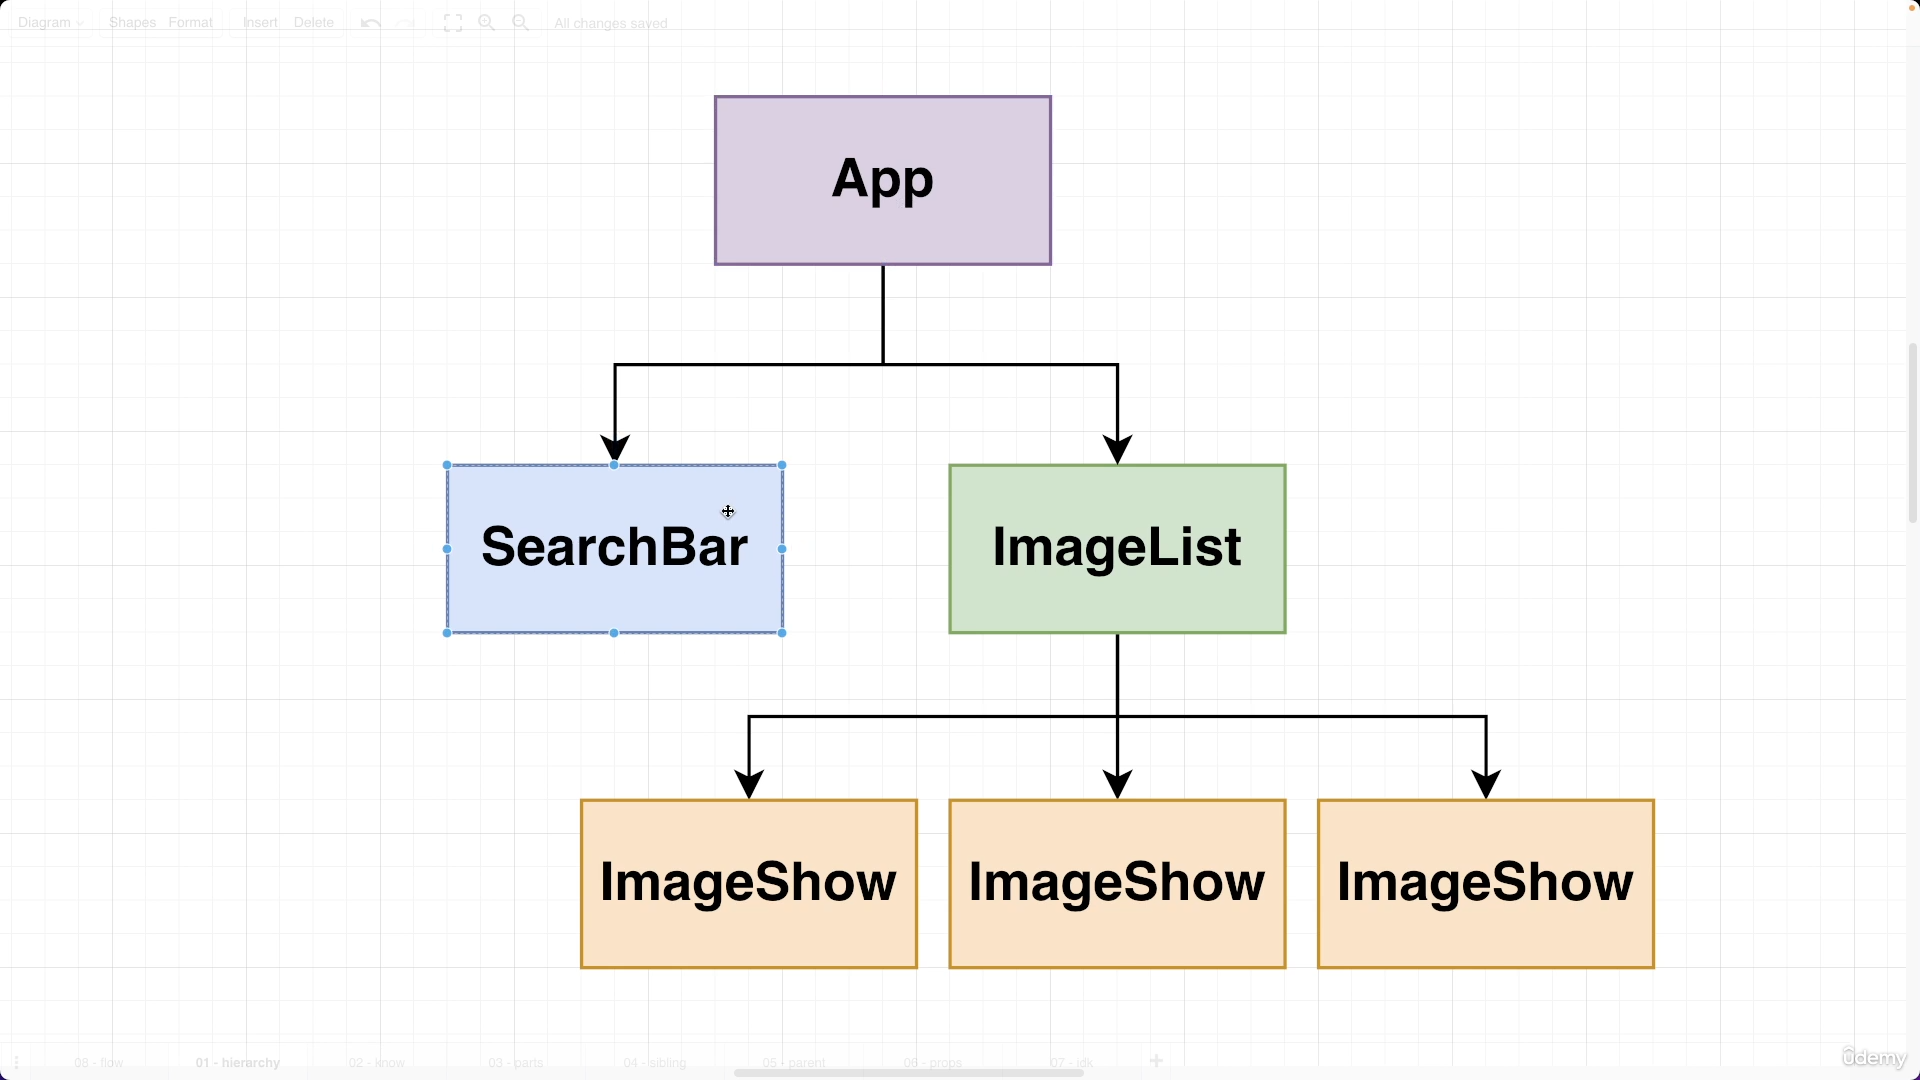 Diagram Shapes Format Insert Delete All changes saved
App
SearchBar ImageList
ImageShow ImageShow ImageShow
08 - flow 01 - hierarchy 02 - know 03 - parts 04 - sibling 05 - parent 06 - props 07 - idk
ûdemy